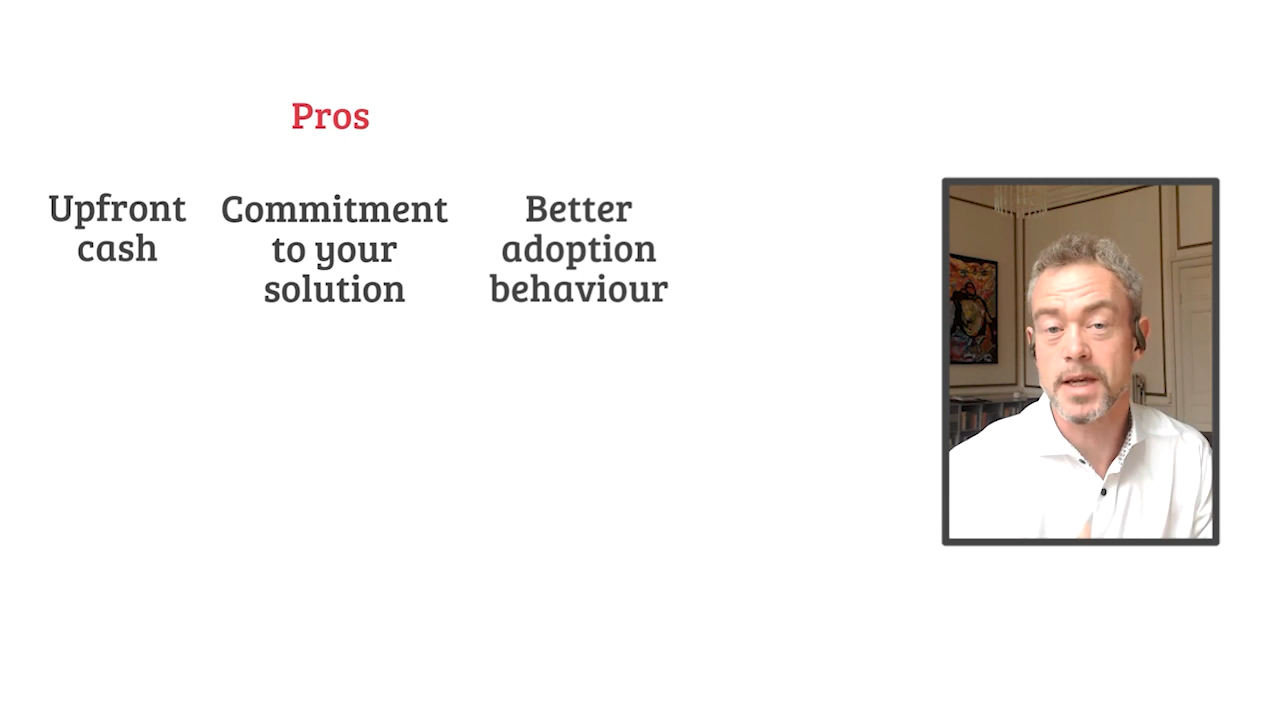 Pros
Upfront
cash
Commitment
to your
solution
Better
adoption
behaviour